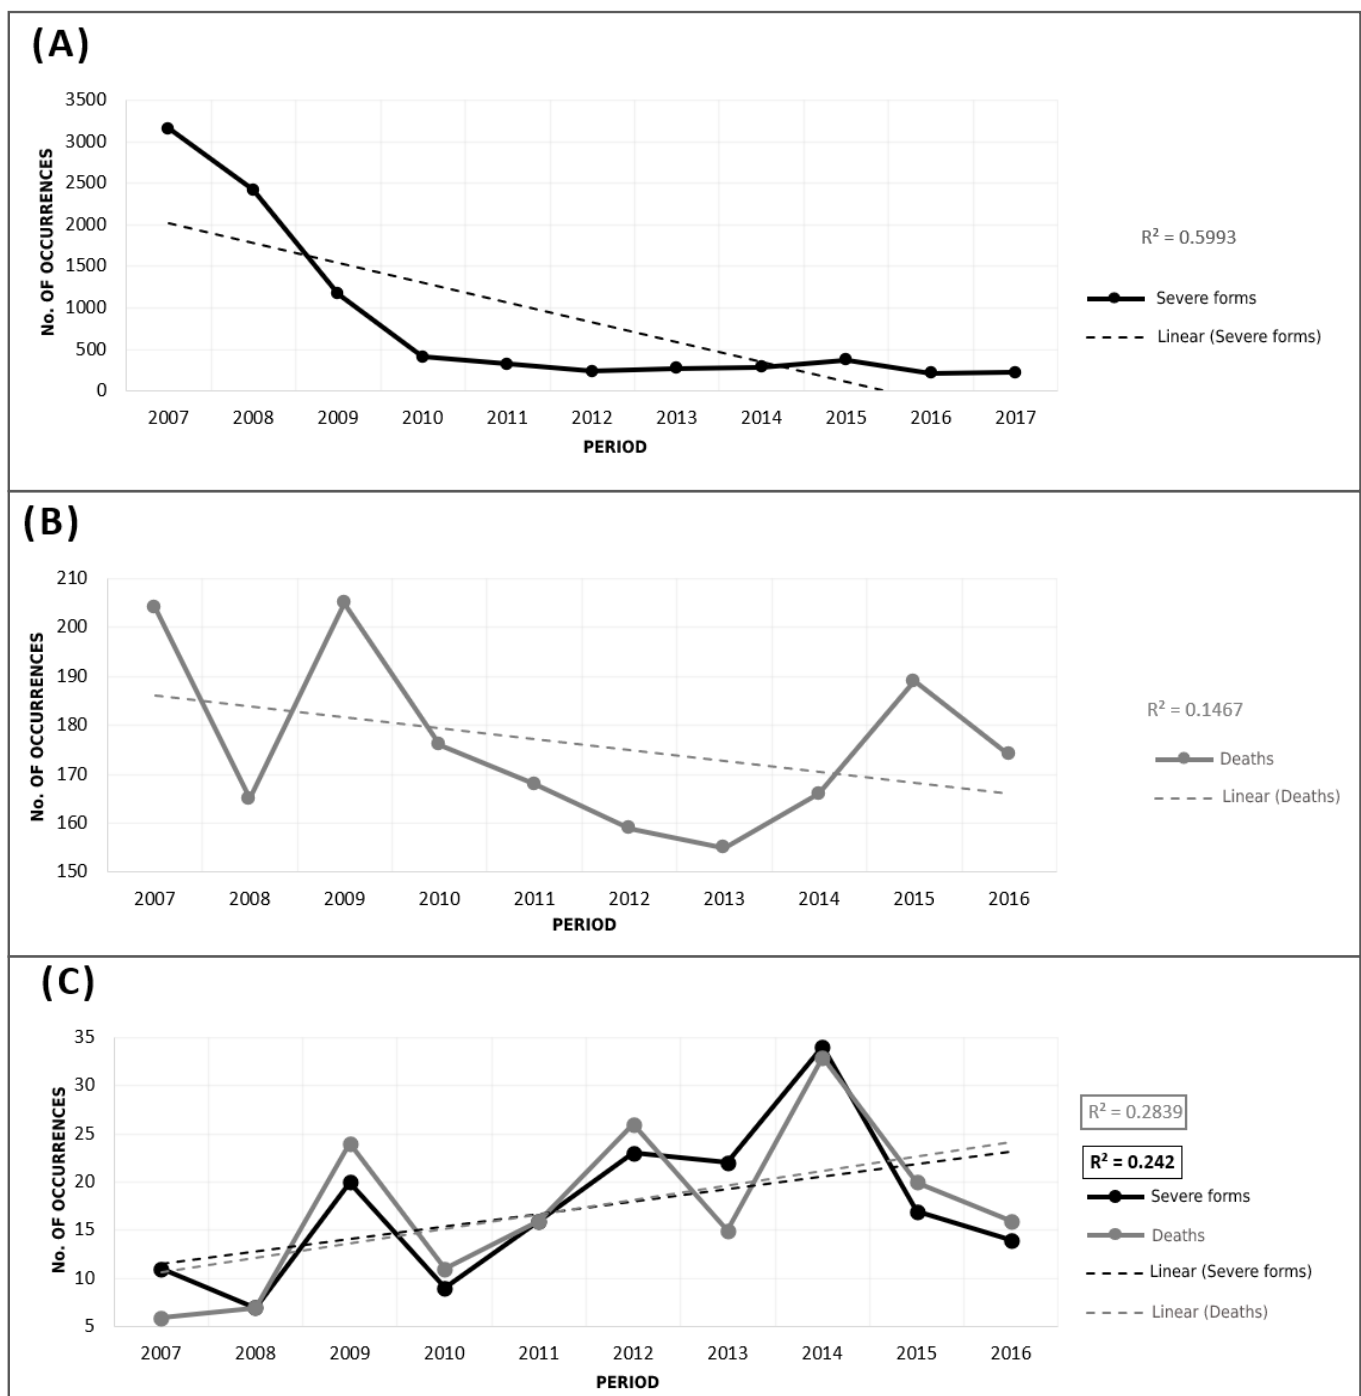 (A)
3500
3000
2500
2000
1500
1000
500
0
No. OF OCCURRENCES
2007 2008 2009 2010 2011 2012 2013 2014 2015 2016 2017
PERIOD
R² = 0.5993
Severe forms
Linear (Severe forms)
(B)
210
200
190
180
170
160
150
No. OF OCCURRENCES
2007 2008 2009 2010 2011 2012 2013 2014 2015 2016
PERIOD
R² = 0.1467
Deaths
Linear (Deaths)
(C)
35
30
25
20
15
10
5
No. OF OCCURRENCES
2007 2008 2009 2010 2011 2012 2013 2014 2015 2016
PERIOD
R² = 0.2839
R² = 0.242
Severe forms
Deaths
Linear (Severe forms)
Linear (Deaths)